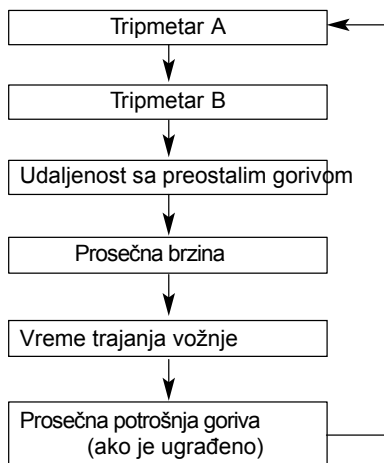 Tripmetar A
Tripmetar B
Udaljenost sa preostalim gorivom
Prosečna brzina
Vreme trajanja vožnje
Prosečna potrošnja goriva
(ako je ugrađeno)